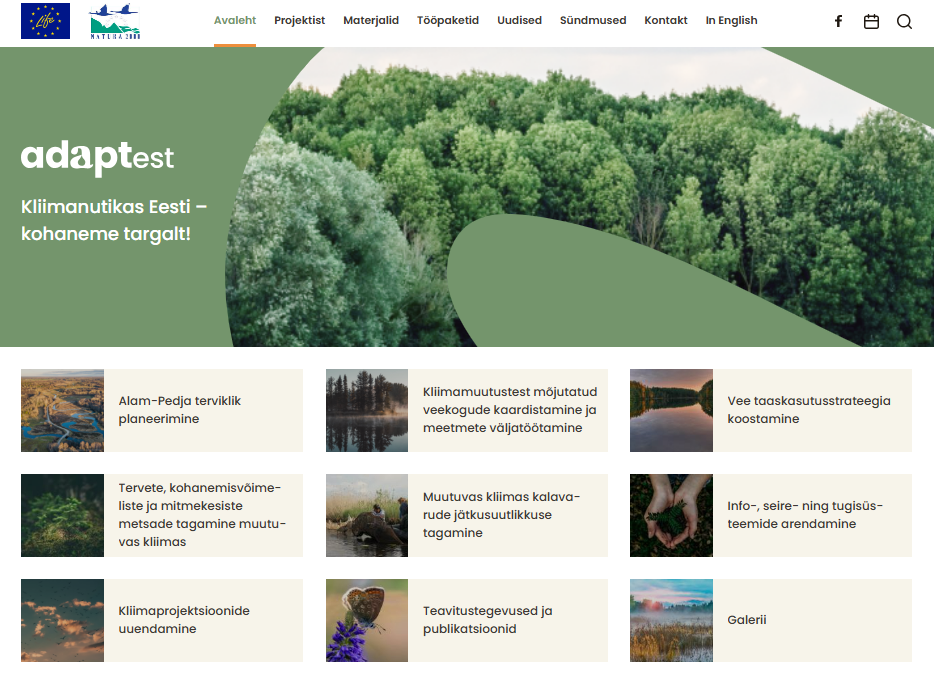 Life
NATURA 2000
Avaleht Projektist Materjalid Tööpaketid Uudised Sündmused Kontakt In English
adaptest
Kliimanutikas Eesti –
kohaneme targalt!
Alam-Pedja terviklik
planeerimine
Kliimamuutustest mõjutatud
veekogude kaardistamine ja
meetmete väljatöötamine
Vee taaskasutusstrateegia
koostamine
Tervete, kohanemisvõime-
liste ja mitmekesiste
metsade tagamine muutu-
vas kliimas
Muutuvas kliimas kalava-
rude jätkusuutlikkuse
tagamine
Info-, seire- ning tugisüs-
teemide arendamine
Kliimaprojektsioonide
uuendamine
Teavitustegevused ja
publikatsioonid
Galerii